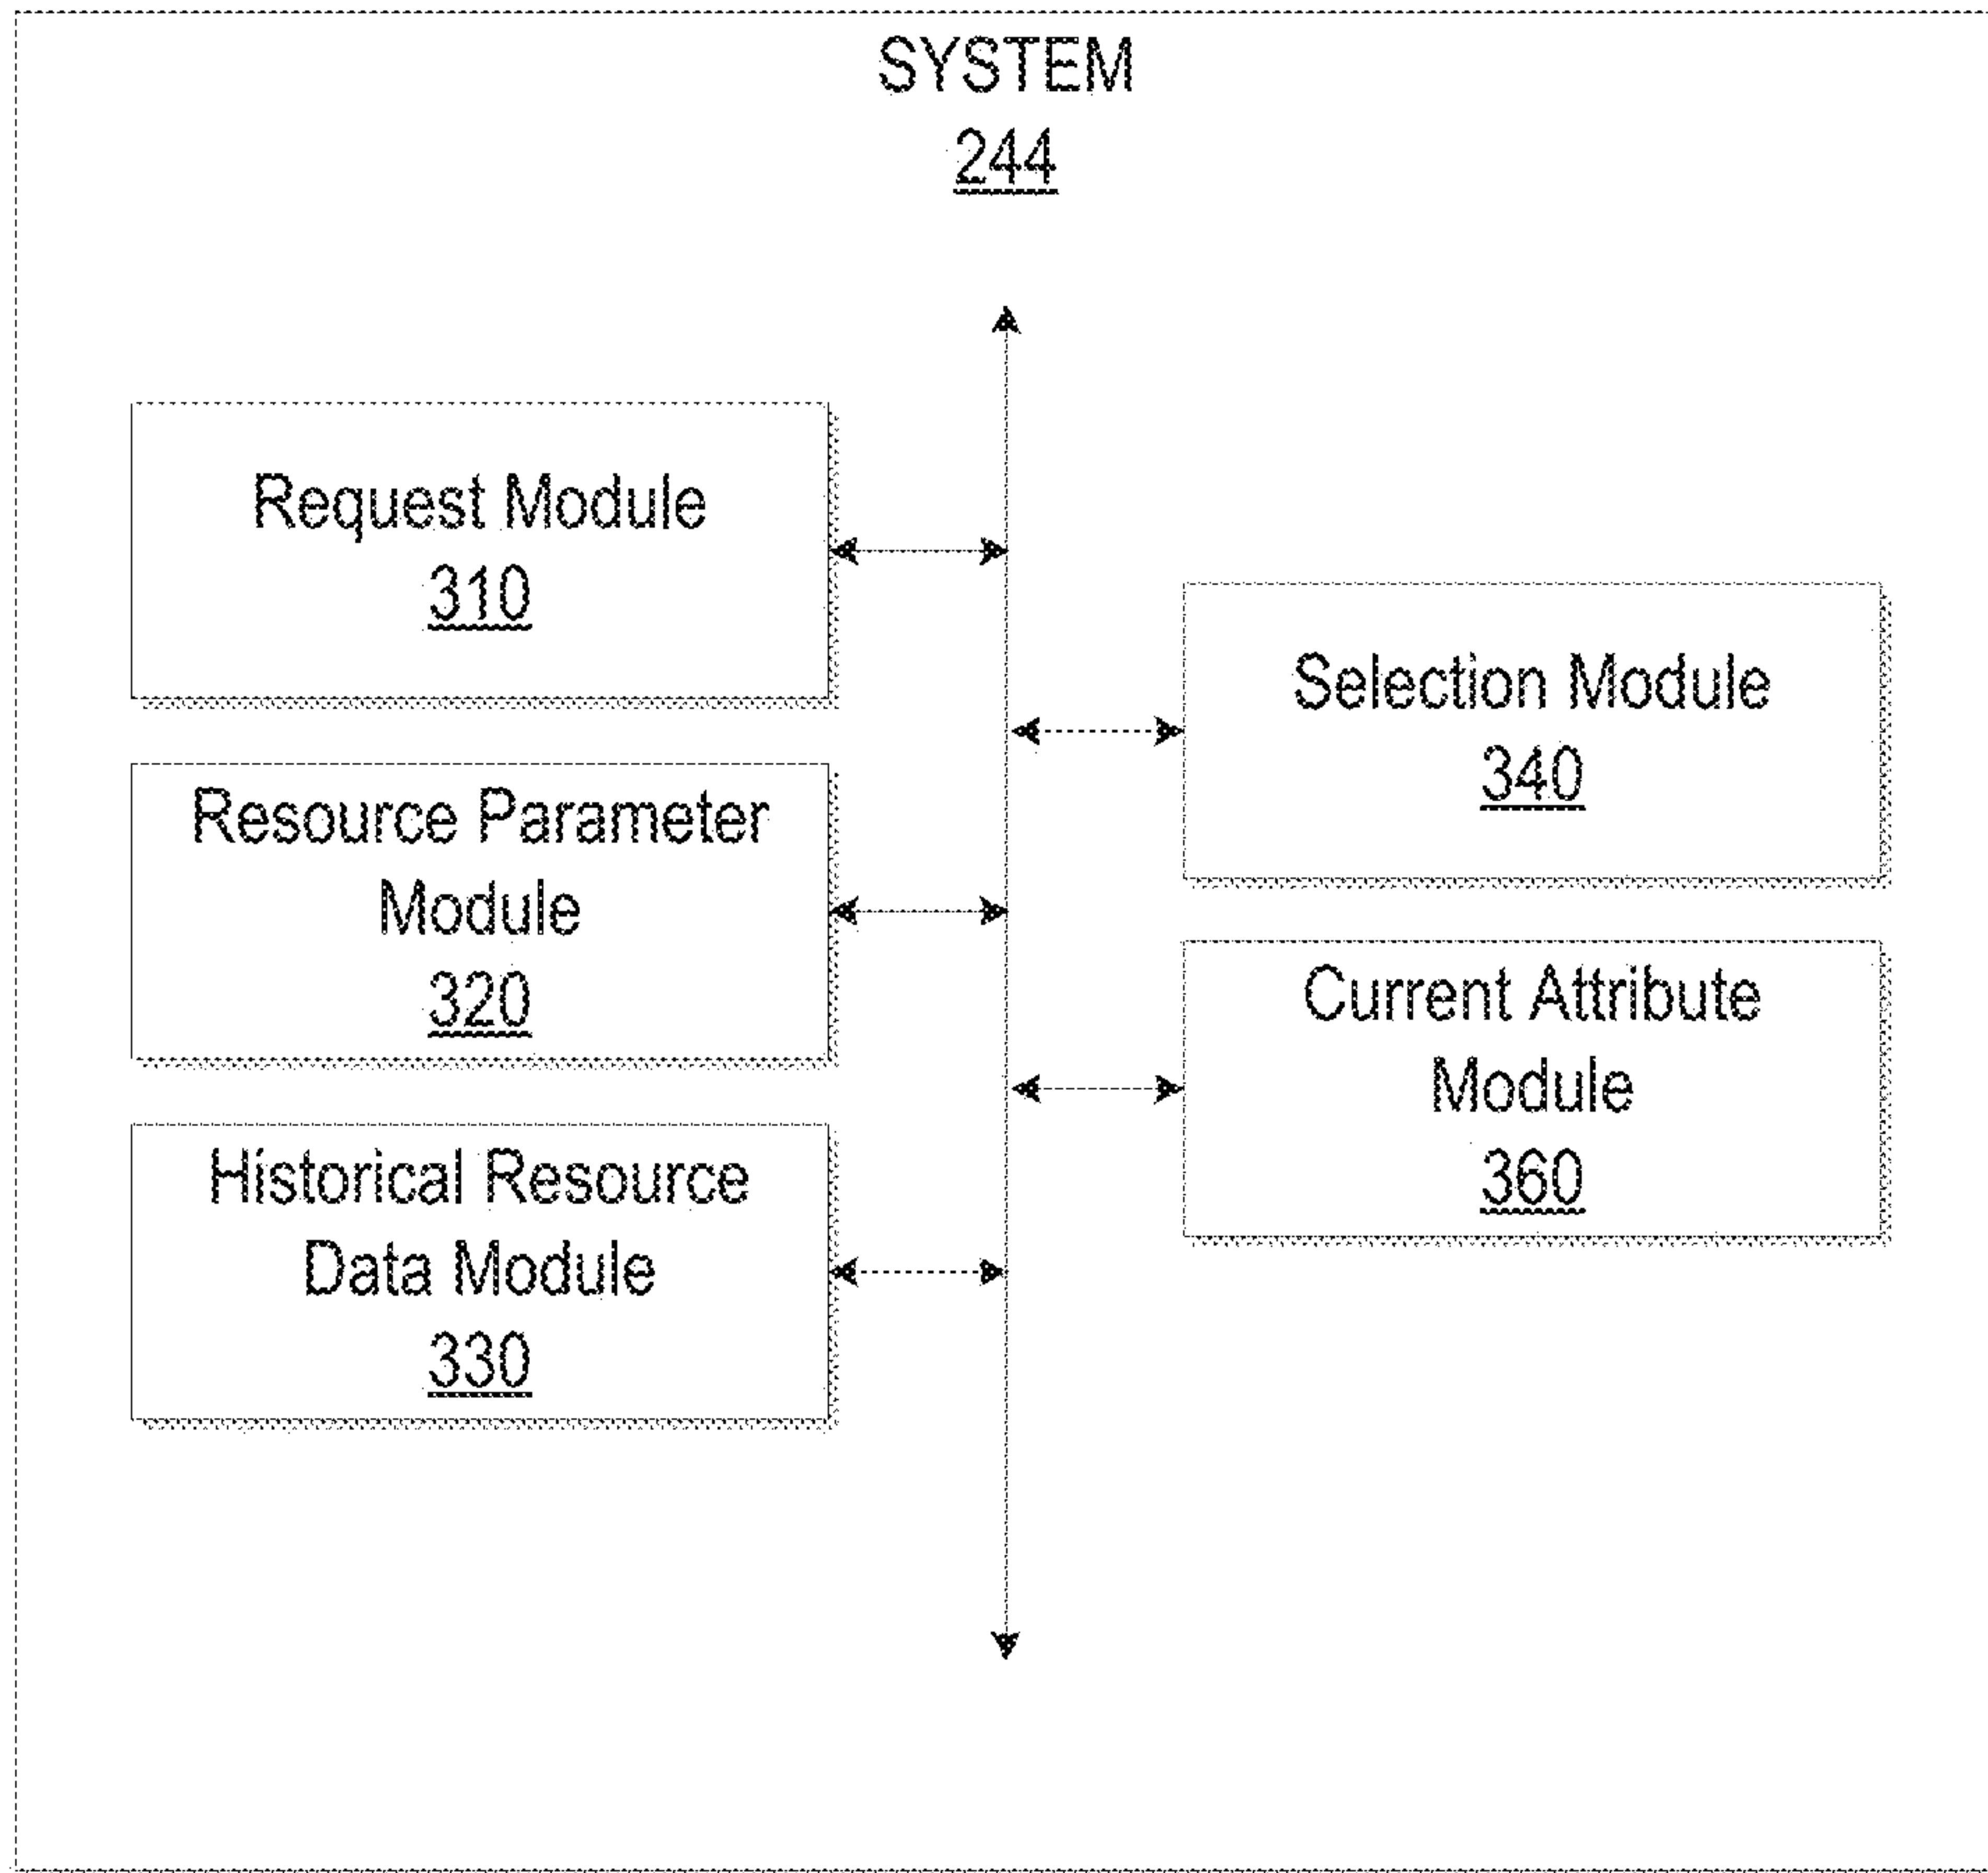 SYSTEM
244
Request Module
310
Resource Parameter
Module
320
Historical Resource
Data Module
330
Selection Module
340
Current Attribute
Module
360